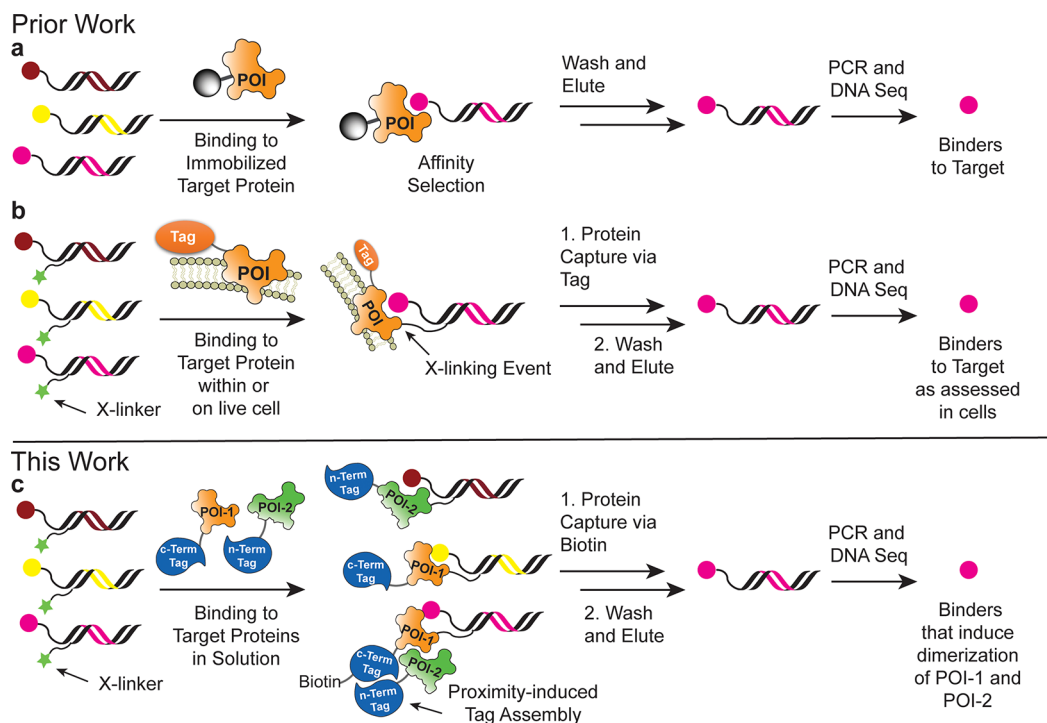 Prior Work
a
POI
Binding to
Immobilized
Target Protein
POI
Affinity
Selection
Wash and
Elute
PCR and
DNA Seq
Binders
to Target
b
X-linker
Tag
POI
Binding to
Target Protein
within or
on live cell
Tag
POI
X-linking Event
1. Protein
Capture via
Tag
2. Wash
and Elute
PCR and
DNA Seq
Binders
to Target
as assessed
in cells
This Work
c
X-linker
POI-1
POI-2
c-Term
Tag
n-Term
Tag
Binding to
Target Proteins
in Solution
n-Term
Tag
POI-2
c-Term
Tag
POI-1
POI-1
c-Term
Tag
POI-2
Biotin
n-Term
Tag
Proximity-induced
Tag Assembly
1. Protein
Capture via
Biotin
2. Wash
and Elute
PCR and
DNA Seq
Binders
that induce
dimerization
of POI-1 and
POI-2